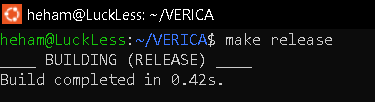 heham@LuckLess: ~/VERICA
heham@LuckLess:~/VERICA$ make release
____ BUILDING (RELEASE) ____
Build completed in 0.42s.